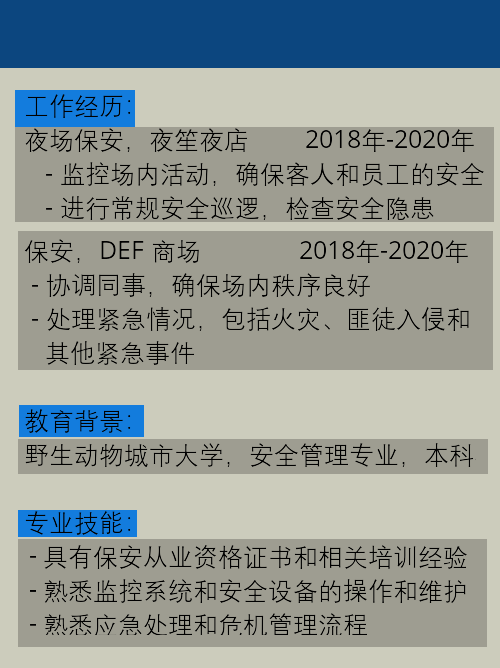 工作经历：
夜场保安，夜笙夜店 2018年-2020年
- 监控场内活动，确保客人和员工的安全
- 进行常规安全巡逻，检查安全隐患
保安，DEF 商场 2018年-2020年
- 协调同事，确保场内秩序良好
- 处理紧急情况，包括火灾、匪徒入侵和
其他紧急事件
教育背景：
野生动物城市大学，安全管理专业，本科
专业技能：
- 具有保安从业资格证书和相关培训经验
- 熟悉监控系统和安全设备的操作和维护
- 熟悉应急处理和危机管理流程